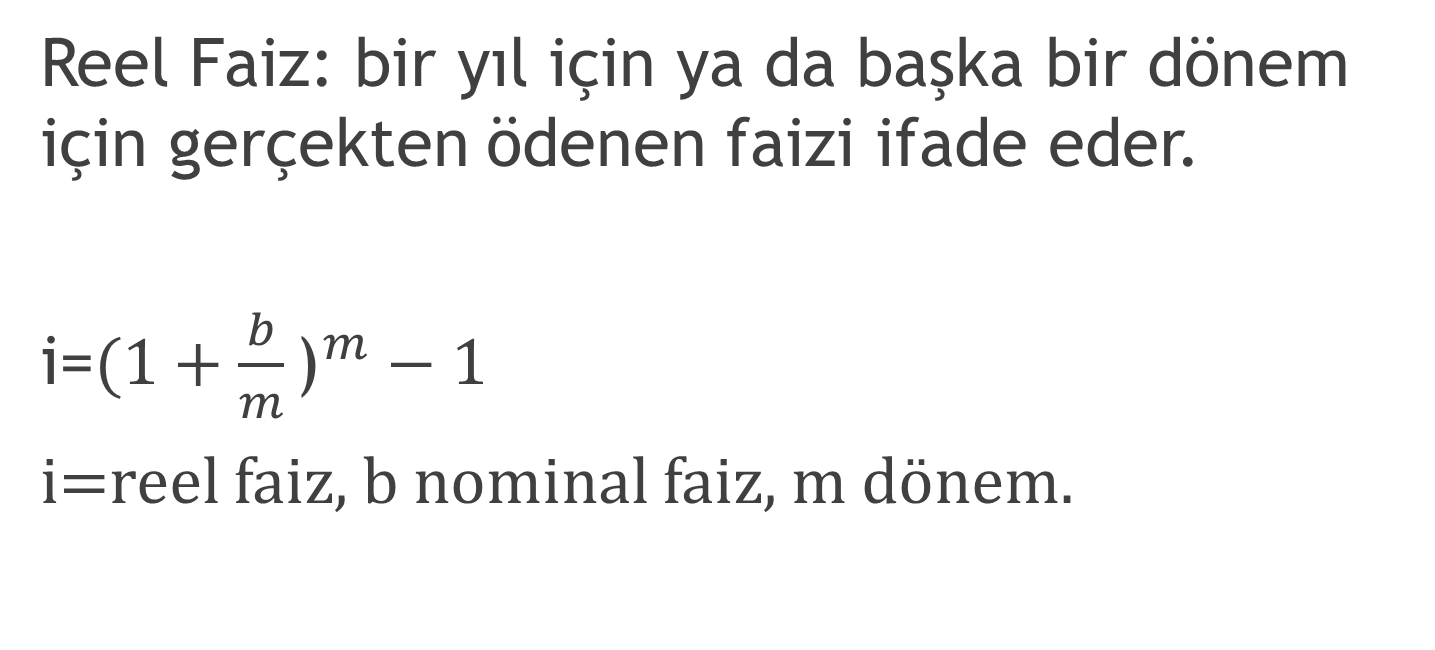 Reel Faiz: bir yıl için ya da başka bir dönem
için gerçekten ödenen faizi ifade eder.
i=(1 + b/m)^m − 1
i=reel faiz, b nominal faiz, m dönem.